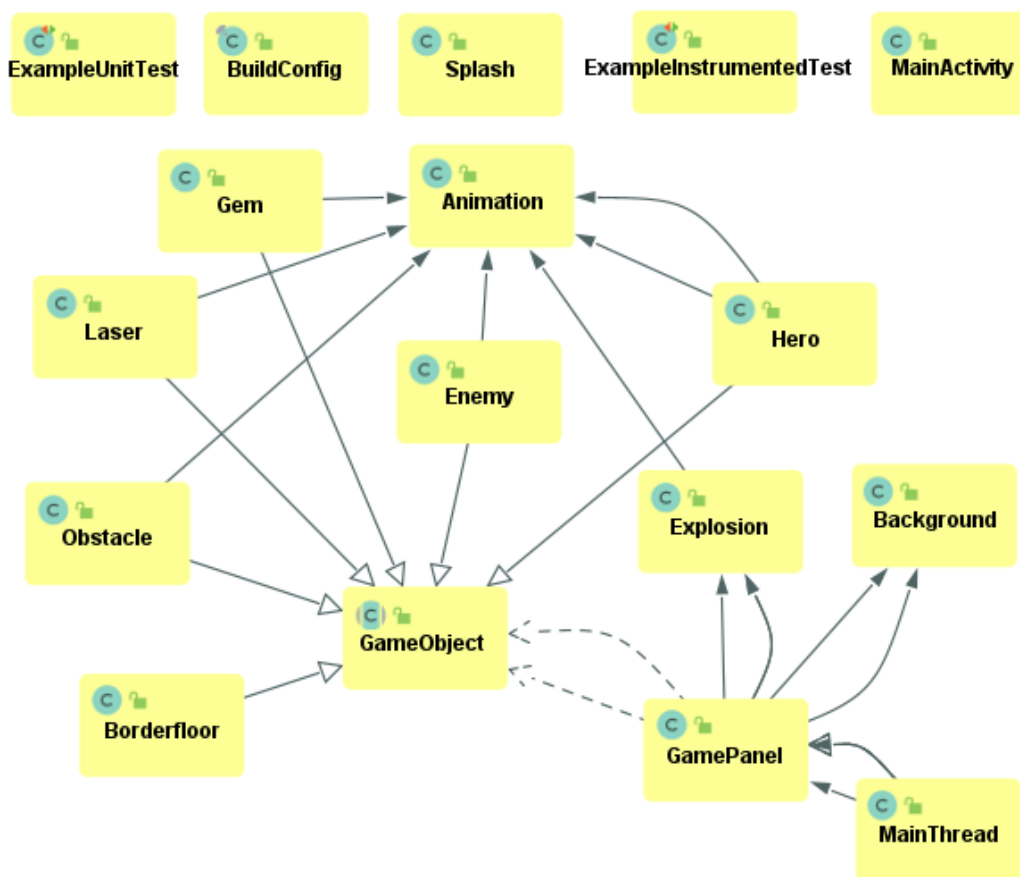 C
ExampleUnitTest
C
BuildConfig
C
Splash
C
ExampleInstrumentedTest
C
MainActivity
C
Gem
C
Animation
C
Laser
C
Enemy
C
Hero
C
Obstacle
C
Explosion
C
Background
C
GameObject
C
Borderfloor
C
GamePanel
C
MainThread